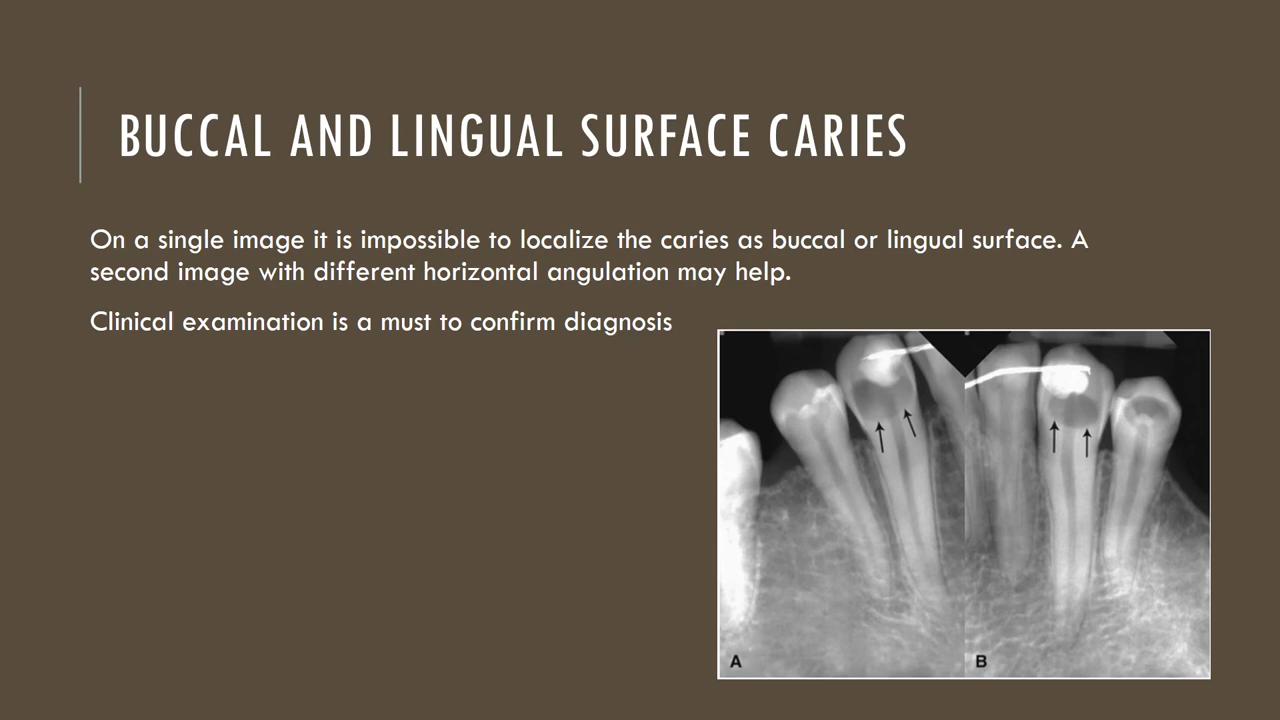 BUCCAL AND LINGUAL SURFACE CARIES
On a single image it is impossible to localize the caries as buccal or lingual surface. A
second image with different horizontal angulation may help.
Clinical examination is a must to confirm diagnosis
A
B